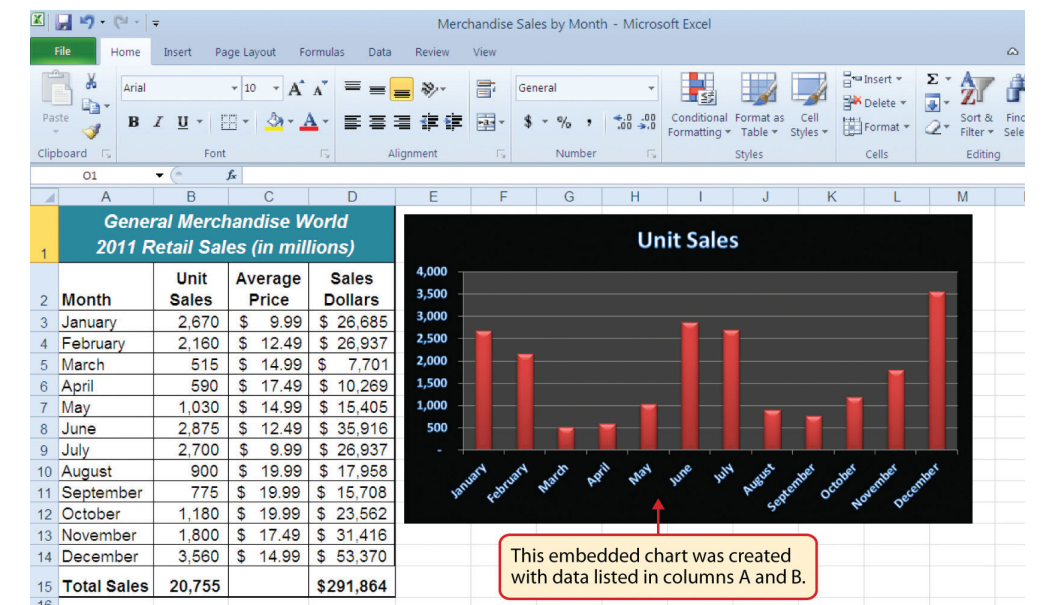 Merchandise Sales by Month - Microsoft Excel
File Home Insert Page Layout Formulas Data Review View
Arial 10 A A General Conditional Formatting Format as Table Cell Styles Insert Delete Format Sort & Filter
Paste B I U A $ % , .0 .00 .00 .0
Clipboard Font Alignment Number Styles Cells Editing
O1 fx
A B C D E F G H I J K L M
1 General Merchandise World
2011 Retail Sales (in millions)
2 Month Unit Sales Average Price Sales Dollars
3 January 2,670 $ 9.99 $ 26,685
4 February 2,160 $ 12.49 $ 26,937
5 March 515 $ 14.99 $ 7,701
6 April 590 $ 17.49 $ 10,269
7 May 1,030 $ 14.99 $ 15,405
8 June 2,875 $ 12.49 $ 35,916
9 July 2,700 $ 9.99 $ 26,937
10 August 900 $ 19.99 $ 17,958
11 September 775 $ 19.99 $ 15,708
12 October 1,180 $ 19.99 $ 23,562
13 November 1,800 $ 17.49 $ 31,416
14 December 3,560 $ 14.99 $ 53,370
15 Total Sales 20,755 $291,864
Unit Sales
4,000
3,500
3,000
2,500
2,000
1,500
1,000
500
-
January February March April May June July August September October November December
This embedded chart was created
with data listed in columns A and B.